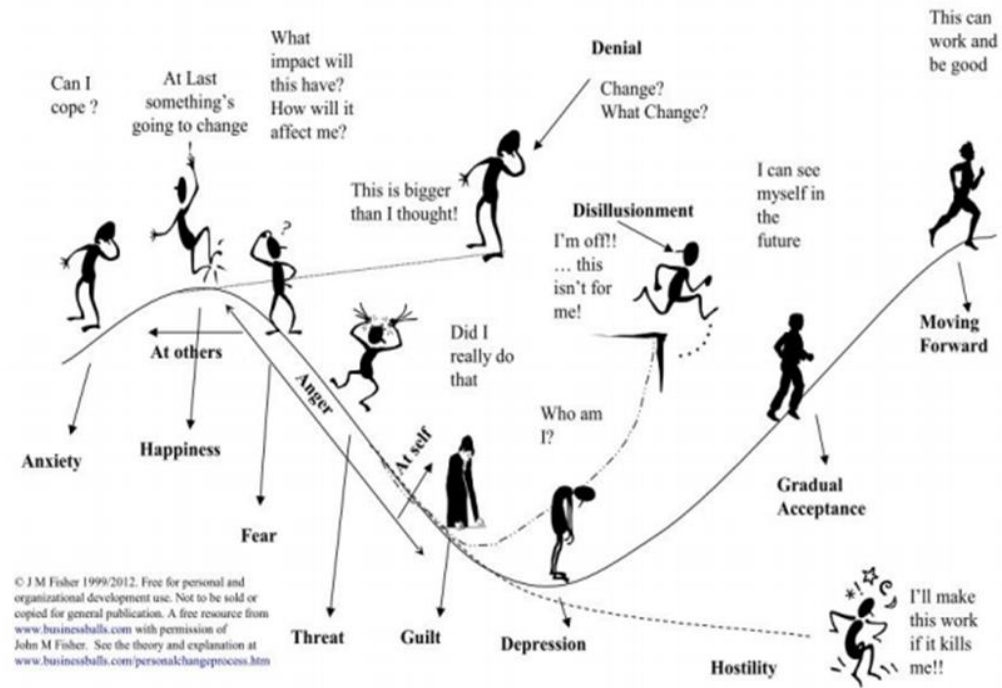 Can I
cope ?
At Last
something's
going to change
What
impact will
this have?
How will it
affect me?
Denial
Change?
What Change?
This can
work and
be good
This is bigger
than I thought!
Disillusionment
I'm off!!
... this
isn't for
me!
I can see
myself in
the
future
?
At others
Anger
Did I
really do
that
At self
Who am
I?
Moving
Forward
Anxiety
Happiness
Fear
Gradual
Acceptance
Threat
Guilt
Depression
Hostility
I'll make
this work
if it kills
me!!
© J M Fisher 1999/2012. Free for personal and
organizational development use. Not to be sold or
copied for general publication. A free resource from
www.businessballs.com with permission of
John M Fisher. See the theory and explanation at
www.businessballs.com/personalchangeprocess.htm